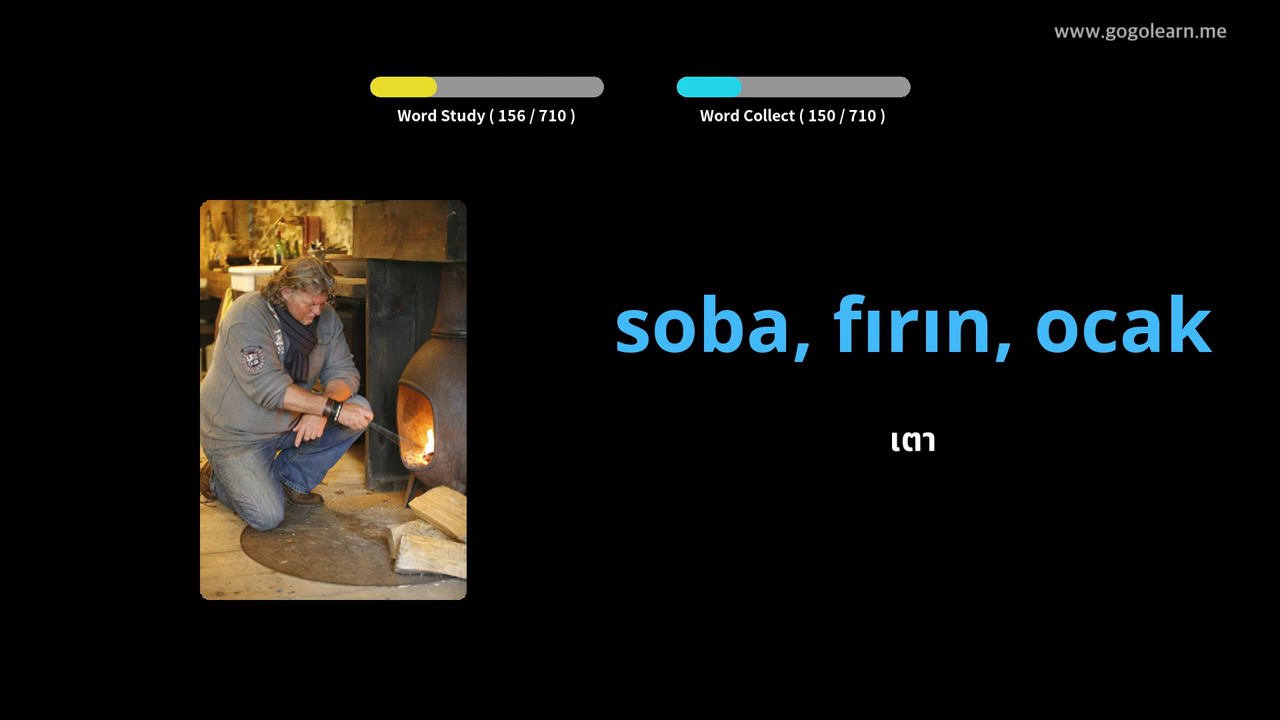 www.gogolearn.me
Word Study ( 156 / 710 )
Word Collect ( 150 / 710 )
soba, fırın, ocak
เตา